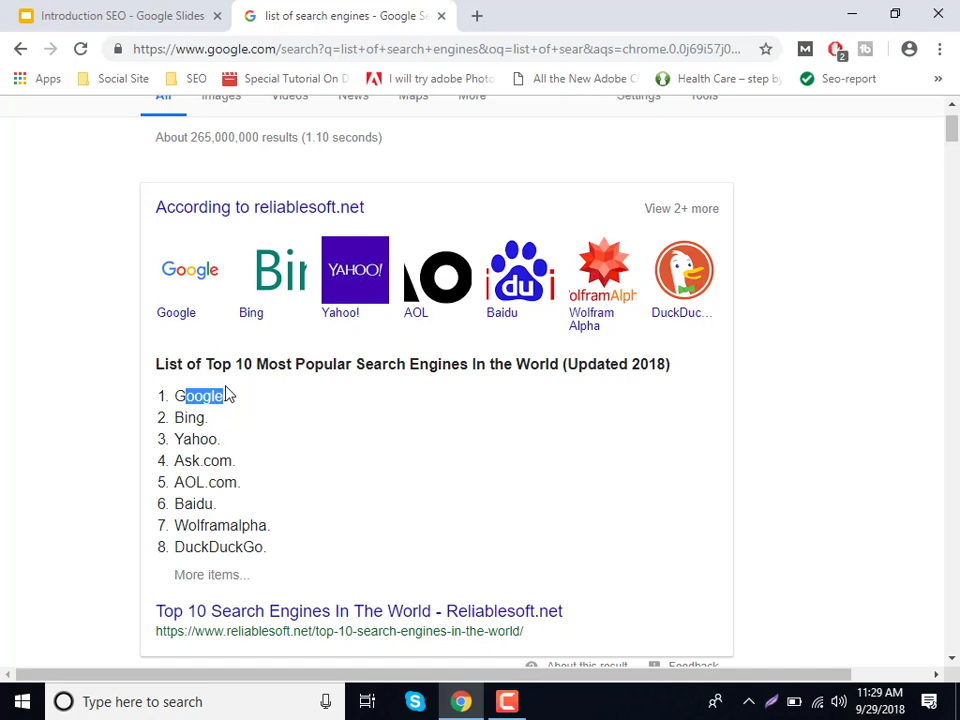 Introduction SEO - Google Slides
list of search engines - Google Se
https://www.google.com/search?q=list+of+search+engines&oq=list+of+sear&aqs=chrome.0.0j69i57j0...
2
Apps
Social Site
SEO
Special Tutorial On D
I will try adobe Photo
All the New Adobe C
Health Care – step by
Seo-report
»
All
Images
Videos
News
Maps
More
Settings
Tools
About 265,000,000 results (1.10 seconds)
According to reliablesoft.net
View 2+ more
Google
Bin
YAHOO!
AO
du
olframAlph
Google
Bing
Yahoo!
AOL
Baidu
Wolfram
Alpha
DuckDuc...
List of Top 10 Most Popular Search Engines In the World (Updated 2018)
1. Google
2. Bing.
3. Yahoo.
4. Ask.com.
5. AOL.com.
6. Baidu.
7. Wolframalpha.
8. DuckDuckGo.
More items...
Top 10 Search Engines In The World - Reliablesoft.net
https://www.reliablesoft.net/top-10-search-engines-in-the-world/
About this result
Feedback
Type here to search
11:29 AM
9/29/2018